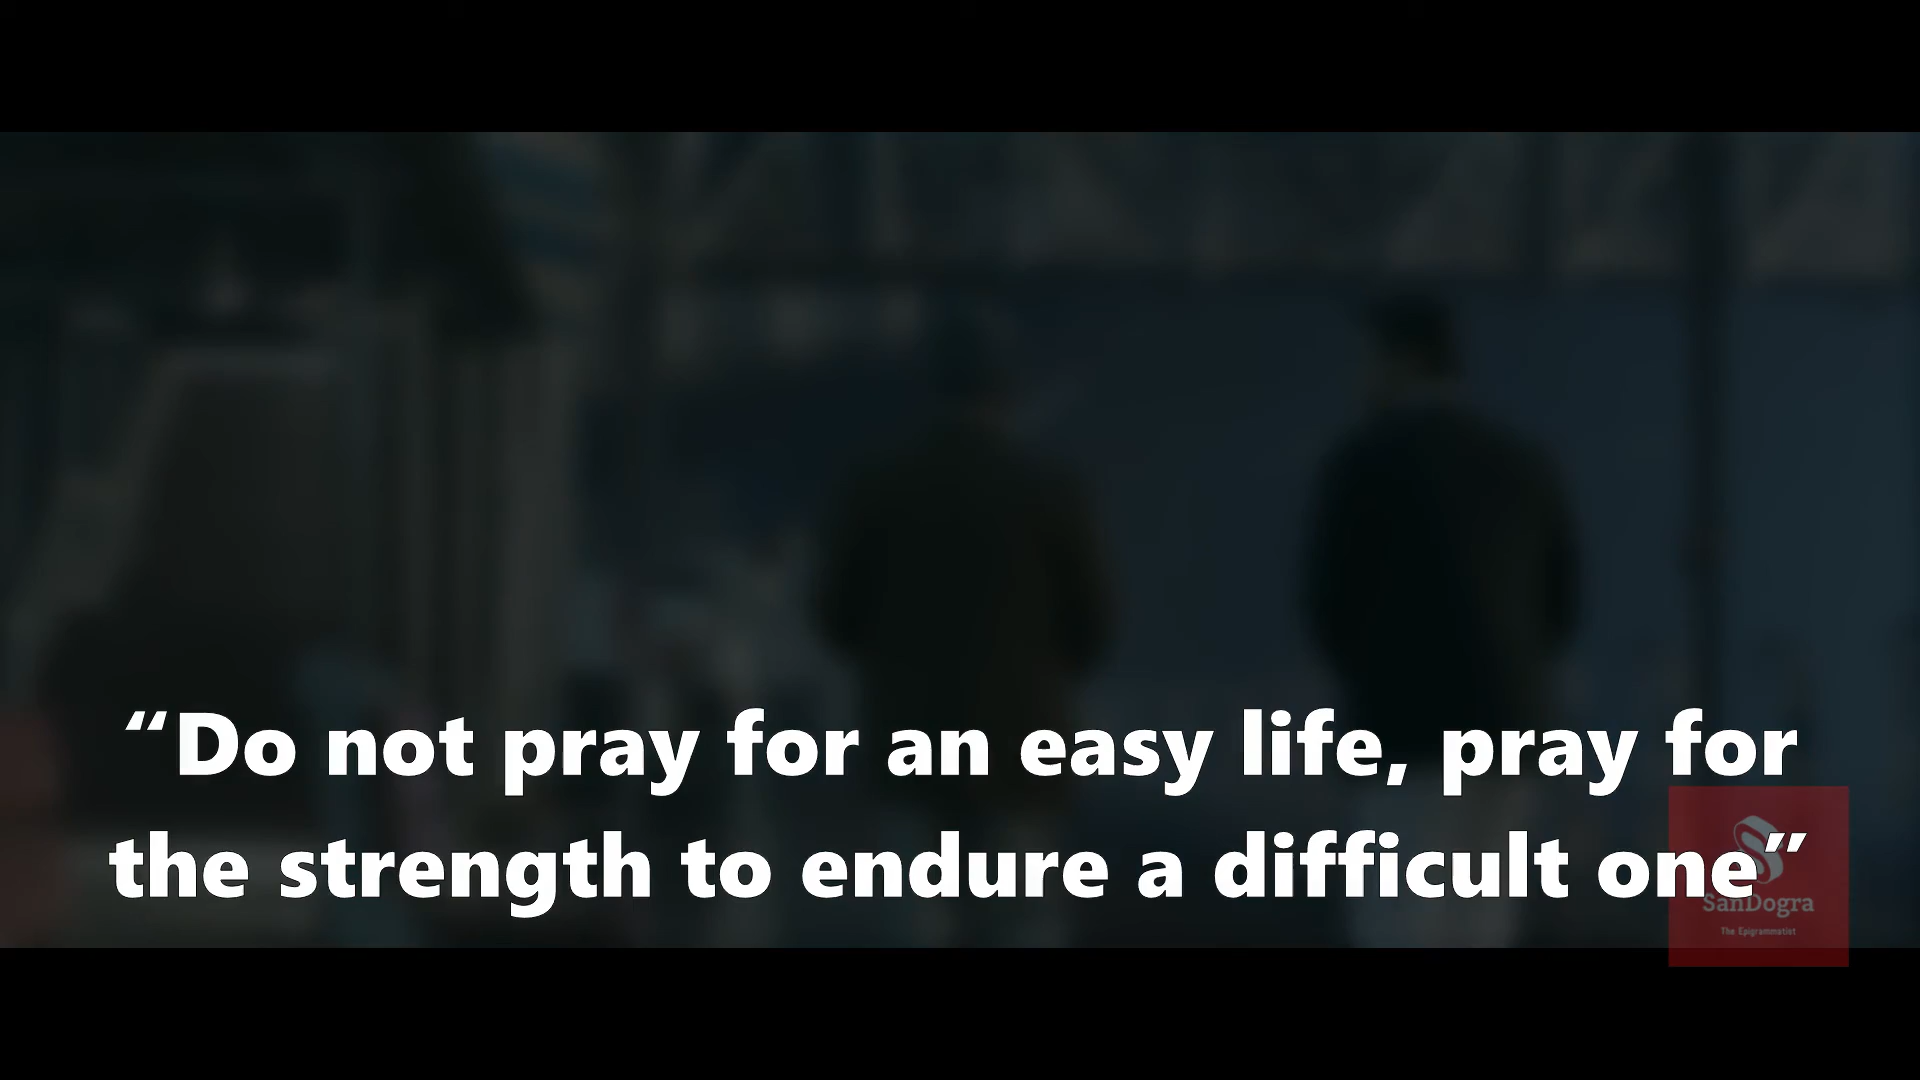 “Do not pray for an easy life, pray for
the strength to endure a difficult one”
SanDogra
The Epigrammatist